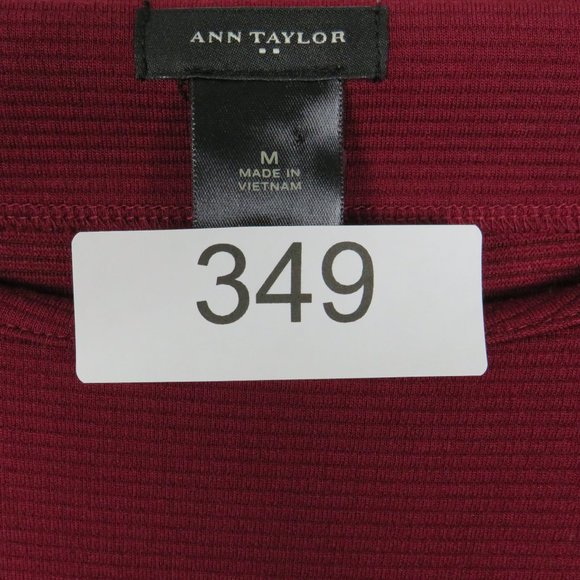 ANN TAYLOR
M
MADE IN
VIETNAM
349